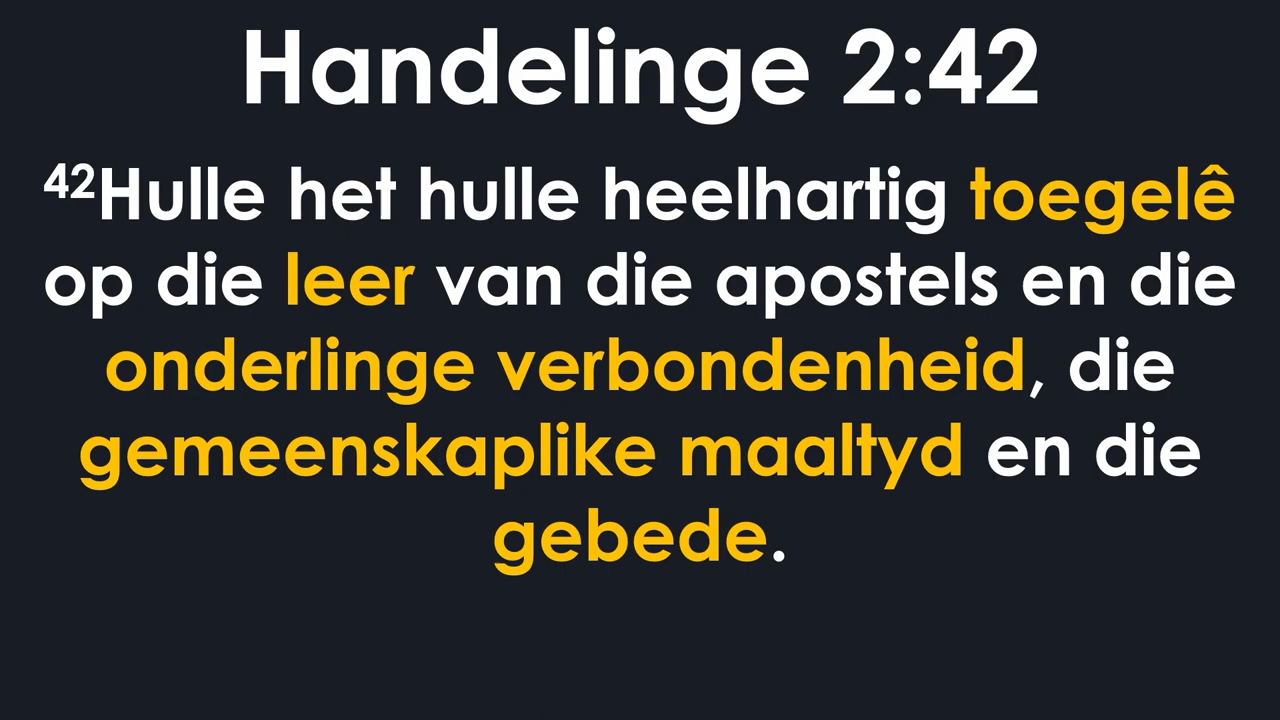 Handelinge 2:42
⁴²Hulle het hulle heelhartig toegelê
op die leer van die apostels en die
onderlinge verbondenheid, die
gemeenskaplike maaltyd en die
gebede.